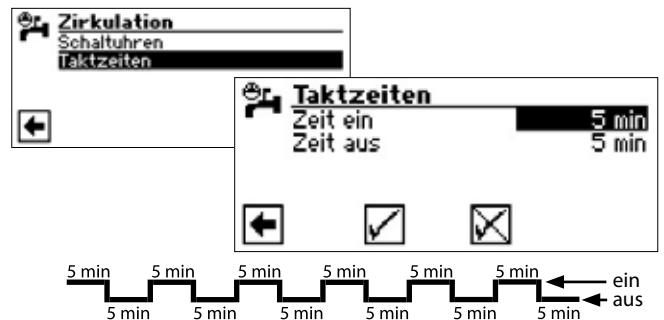 Zirkulation
Schaltuhren
Taktzeiten
Taktzeiten
Zeit ein 5 min
Zeit aus 5 min
5 min 5 min 5 min 5 min 5 min 5 min ein
aus
5 min 5 min 5 min 5 min 5 min 5 min